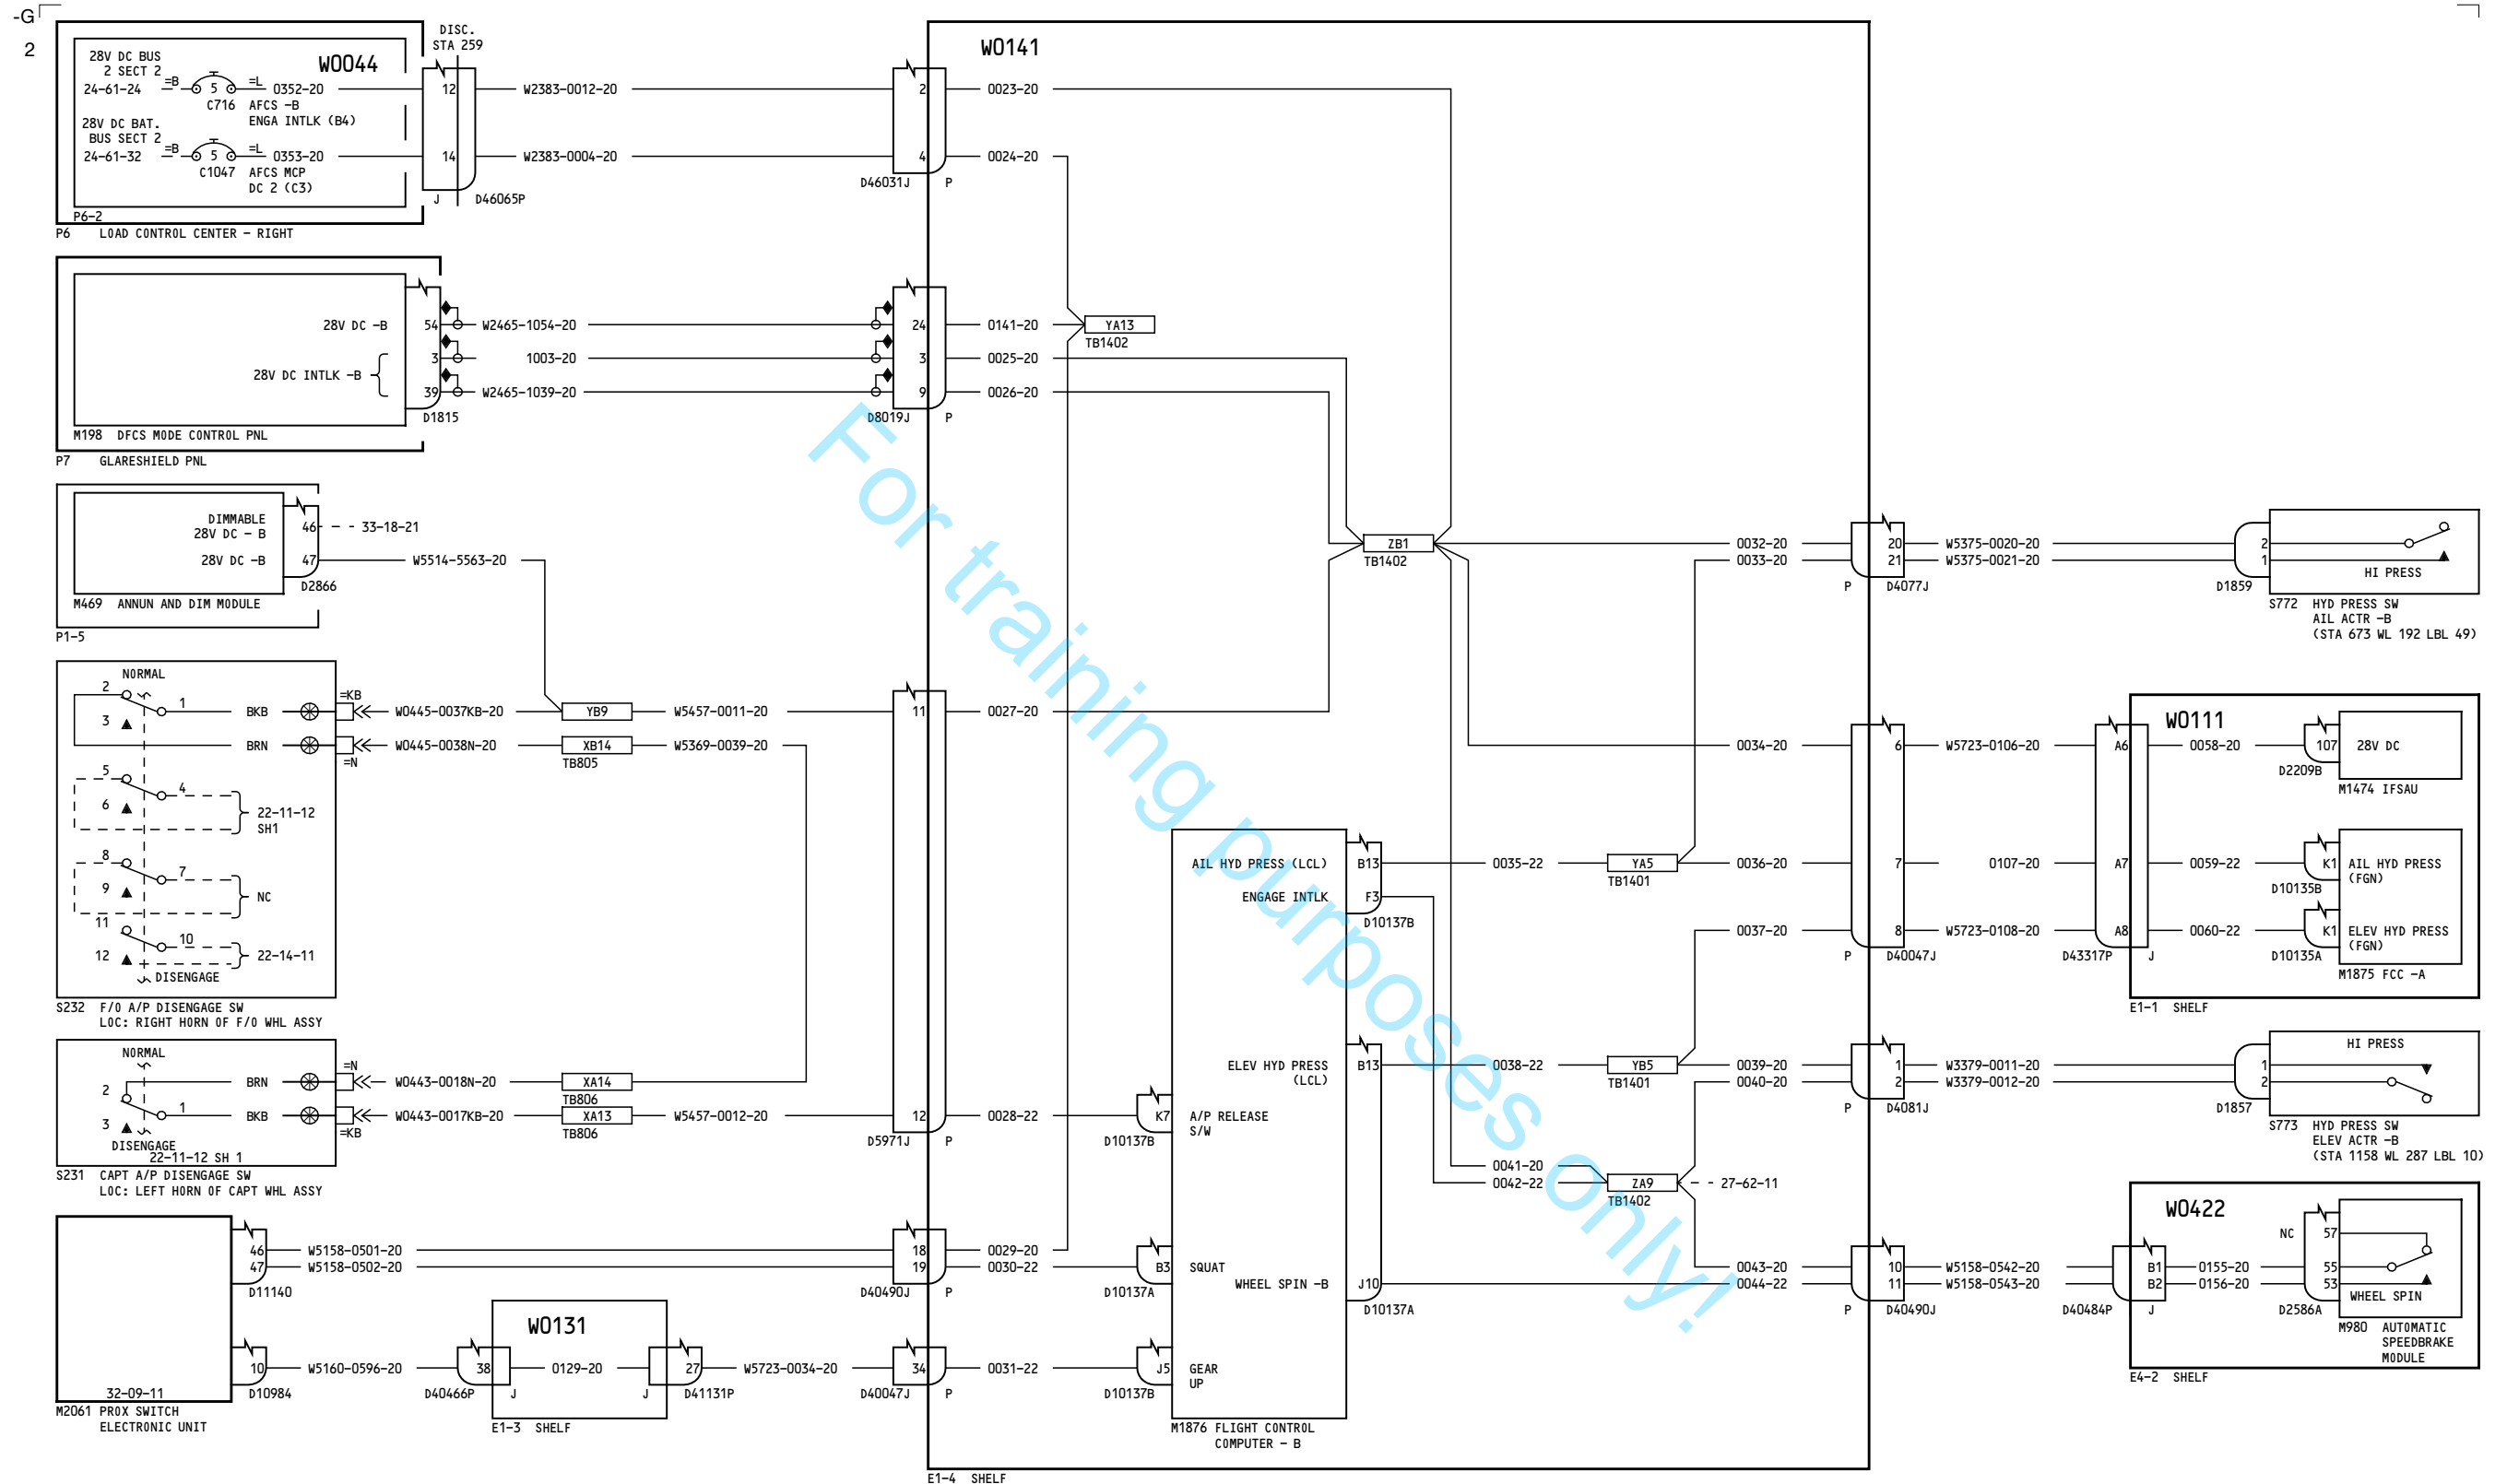 -G
2
28V DC BUS
2 SECT 2
W0044
24-61-24 =B 5 =L 0352-20
C716 AFCS -B
ENGA INTLK (B4)
28V DC BAT.
BUS SECT 2
24-61-32 =B 5 =L 0353-20
C1047 AFCS MCP
DC 2 (C3)
P6-2
P6 LOAD CONTROL CENTER - RIGHT
DISC.
STA 259
12 W2383-0012-20
14 W2383-0004-20
J D46065P
W0141
2 0023-20
4 0024-20
D46031J P
28V DC -B 54 W2465-1054-20
3 1003-20
28V DC INTLK -B
39 W2465-1039-20
D1815
M198 DFCS MODE CONTROL PNL
P7 GLARESHIELD PNL
24 0141-20 YA13
TB1402
3 0025-20
9 0026-20
D8019J P
DIMMABLE
28V DC - B
46 33-18-21
28V DC -B 47 W5514-5563-20
D2866
M469 ANNUN AND DIM MODULE
P1-5
ZB1
TB1402
0032-20 20 W5375-0020-20 2
0033-20 21 W5375-0021-20 1
P D4077J D1859
HI PRESS
S772 HYD PRESS SW
AIL ACTR -B
(STA 673 WL 192 LBL 49)
NORMAL
2 1 3
BKB =KB W0445-0037KB-20 YB9 W5457-0011-20 11 0027-20
BRN =N W0445-0038N-20 XB14 W5369-0039-20
TB805
5 4 6
22-11-12
SH1
8 7 9
NC
11 10 12
22-14-11
DISENGAGE
S232 F/O A/P DISENGAGE SW
LOC: RIGHT HORN OF F/O WHL ASSY
0034-20 6 W5723-0106-20 A6 W0111 0058-20 107 28V DC
D2209B
M1474 IFSAU
AIL HYD PRESS (LCL) B13 0035-22 YA5 0036-20 7 0107-20 A7 0059-22 K1 AIL HYD PRESS
(FGN)
TB1401
D10135B
ENGAGE INTLK F3
D10137B
0037-20 8 W5723-0108-20 A8 0060-22 K1 ELEV HYD PRESS
(FGN)
P D40047J D43317P J D10135A
M1875 FCC -A
E1-1 SHELF
NORMAL
2 1 3
BRN =N W0443-0018N-20 XA14
TB806
BKB =KB W0443-0017KB-20 XA13 W5457-0012-20 12 0028-22 K7 A/P RELEASE
S/W
TB806
D5971J P D10137B
DISENGAGE
22-11-12 SH 1
S231 CAPT A/P DISENGAGE SW
LOC: LEFT HORN OF CAPT WHL ASSY
ELEV HYD PRESS
(LCL)
B13 0038-22 YB5 0039-20 1 W3379-0011-20 1
TB1401
0040-20 2 W3379-0012-20 2
P D4081J D1857
HI PRESS
S773 HYD PRESS SW
ELEV ACTR -B
(STA 1158 WL 287 LBL 10)
0041-20
0042-22 ZA9 27-62-11
TB1402
46 W5158-0501-20 18 0029-20
47 W5158-0502-20 19 0030-22 B3 SQUAT
D11140 D40490J P D10137A
WHEEL SPIN -B J10
D10137A
0043-20 10 W5158-0542-20 B1 0155-20 55
0044-22 11 W5158-0543-20 B2 0156-20 53
P D40490J D40484P J D2586A
W0422
NC 57
WHEEL SPIN
M980 AUTOMATIC
SPEEDBRAKE
MODULE
E4-2 SHELF
32-09-11
M2061 PROX SWITCH
ELECTRONIC UNIT
10 W5160-0596-20 38 0129-20 27 W5723-0034-20 34 0031-22 J5 GEAR
UP
D10984 D40466P J J D41131P D40047J P D10137B
W0131
E1-3 SHELF
M1876 FLIGHT CONTROL
COMPUTER - B
E1-4 SHELF
For training purposes only!